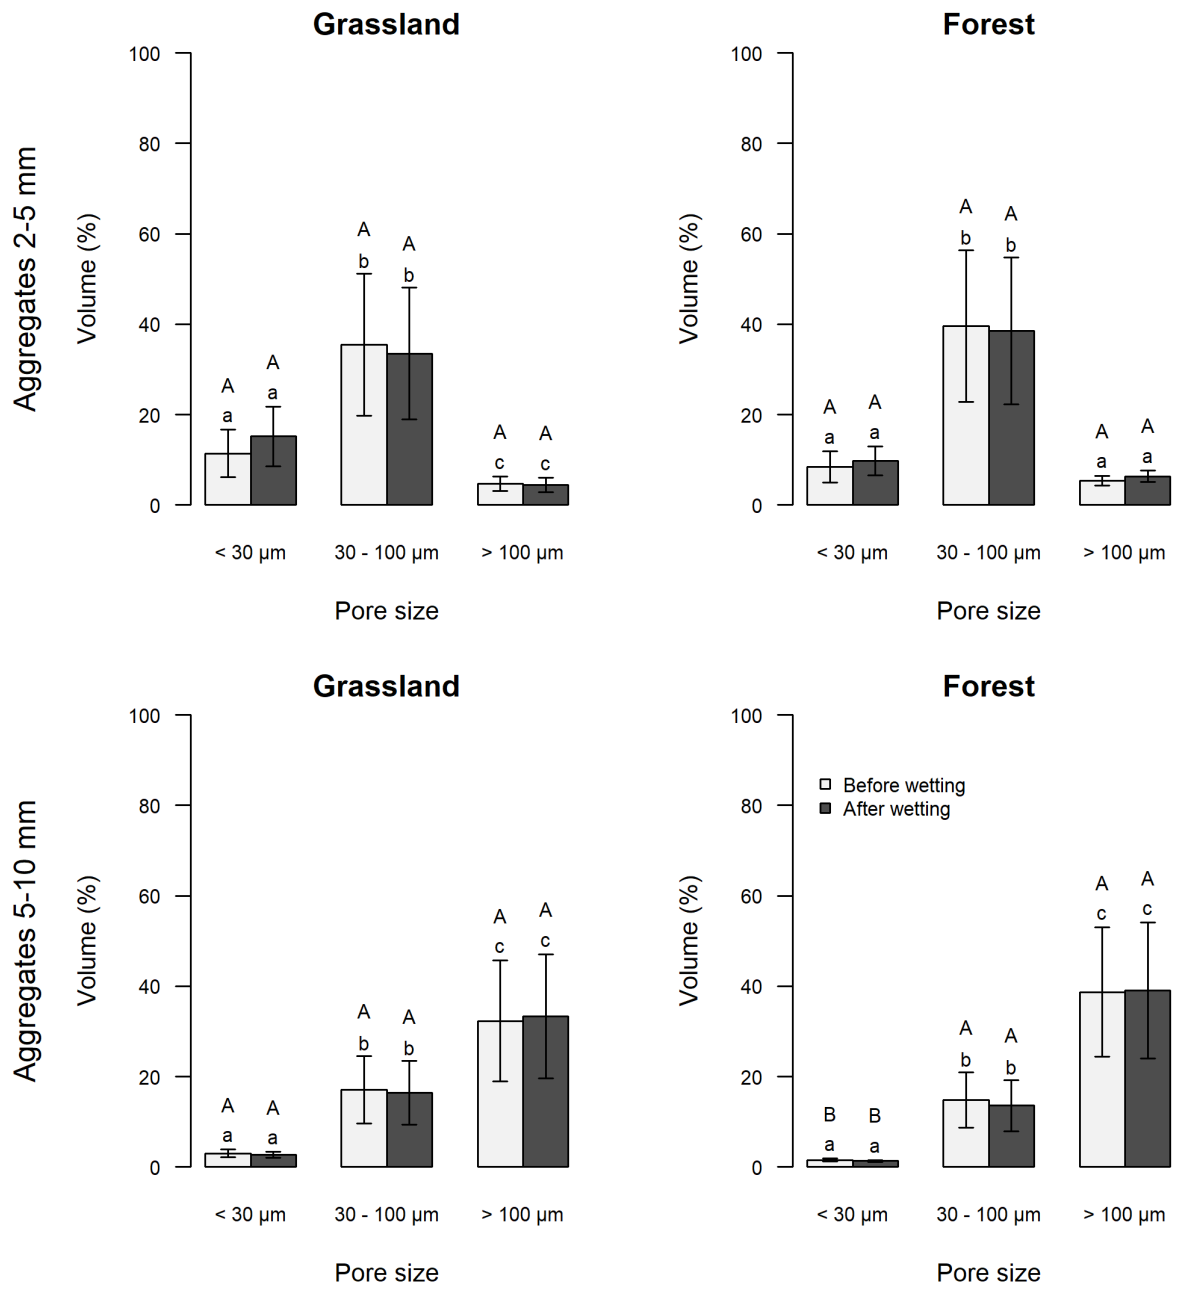 Grassland
Aggregates 2-5 mm
Volume (%)
100
80
60
40
20
0
A A A A A A
a a b b c c
< 30 µm 30 - 100 µm > 100 µm
Pore size
Forest
Volume (%)
100
80
60
40
20
0
A A A A A A
a a b b a a
< 30 µm 30 - 100 µm > 100 µm
Pore size
Grassland
Aggregates 5-10 mm
Volume (%)
100
80
60
40
20
0
A A A A A A
a a b b c c
< 30 µm 30 - 100 µm > 100 µm
Pore size
Forest
Volume (%)
100
80
60
40
20
0
Before wetting
After wetting
B B A A A A
a a b b c c
< 30 µm 30 - 100 µm > 100 µm
Pore size